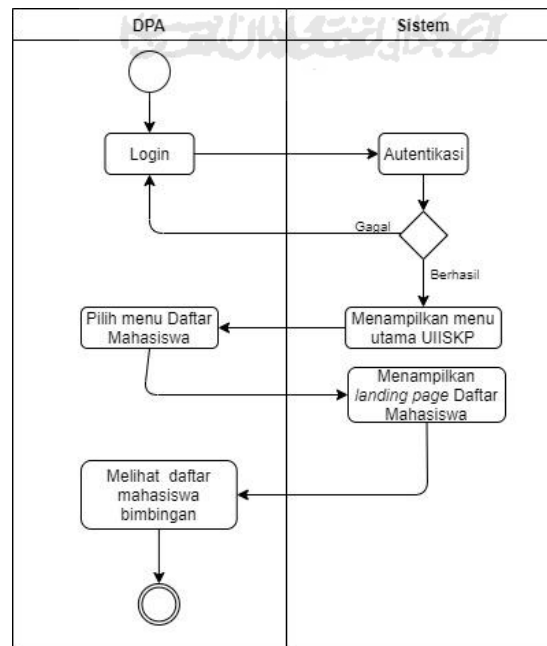 DPA
Sistem
Login
Autentikasi
Gagal
Berhasil
Pilih menu Daftar
Mahasiswa
Menampilkan menu
utama UIISKP
Menampilkan
landing page Daftar
Mahasiswa
Melihat daftar
mahasiswa
bimbingan